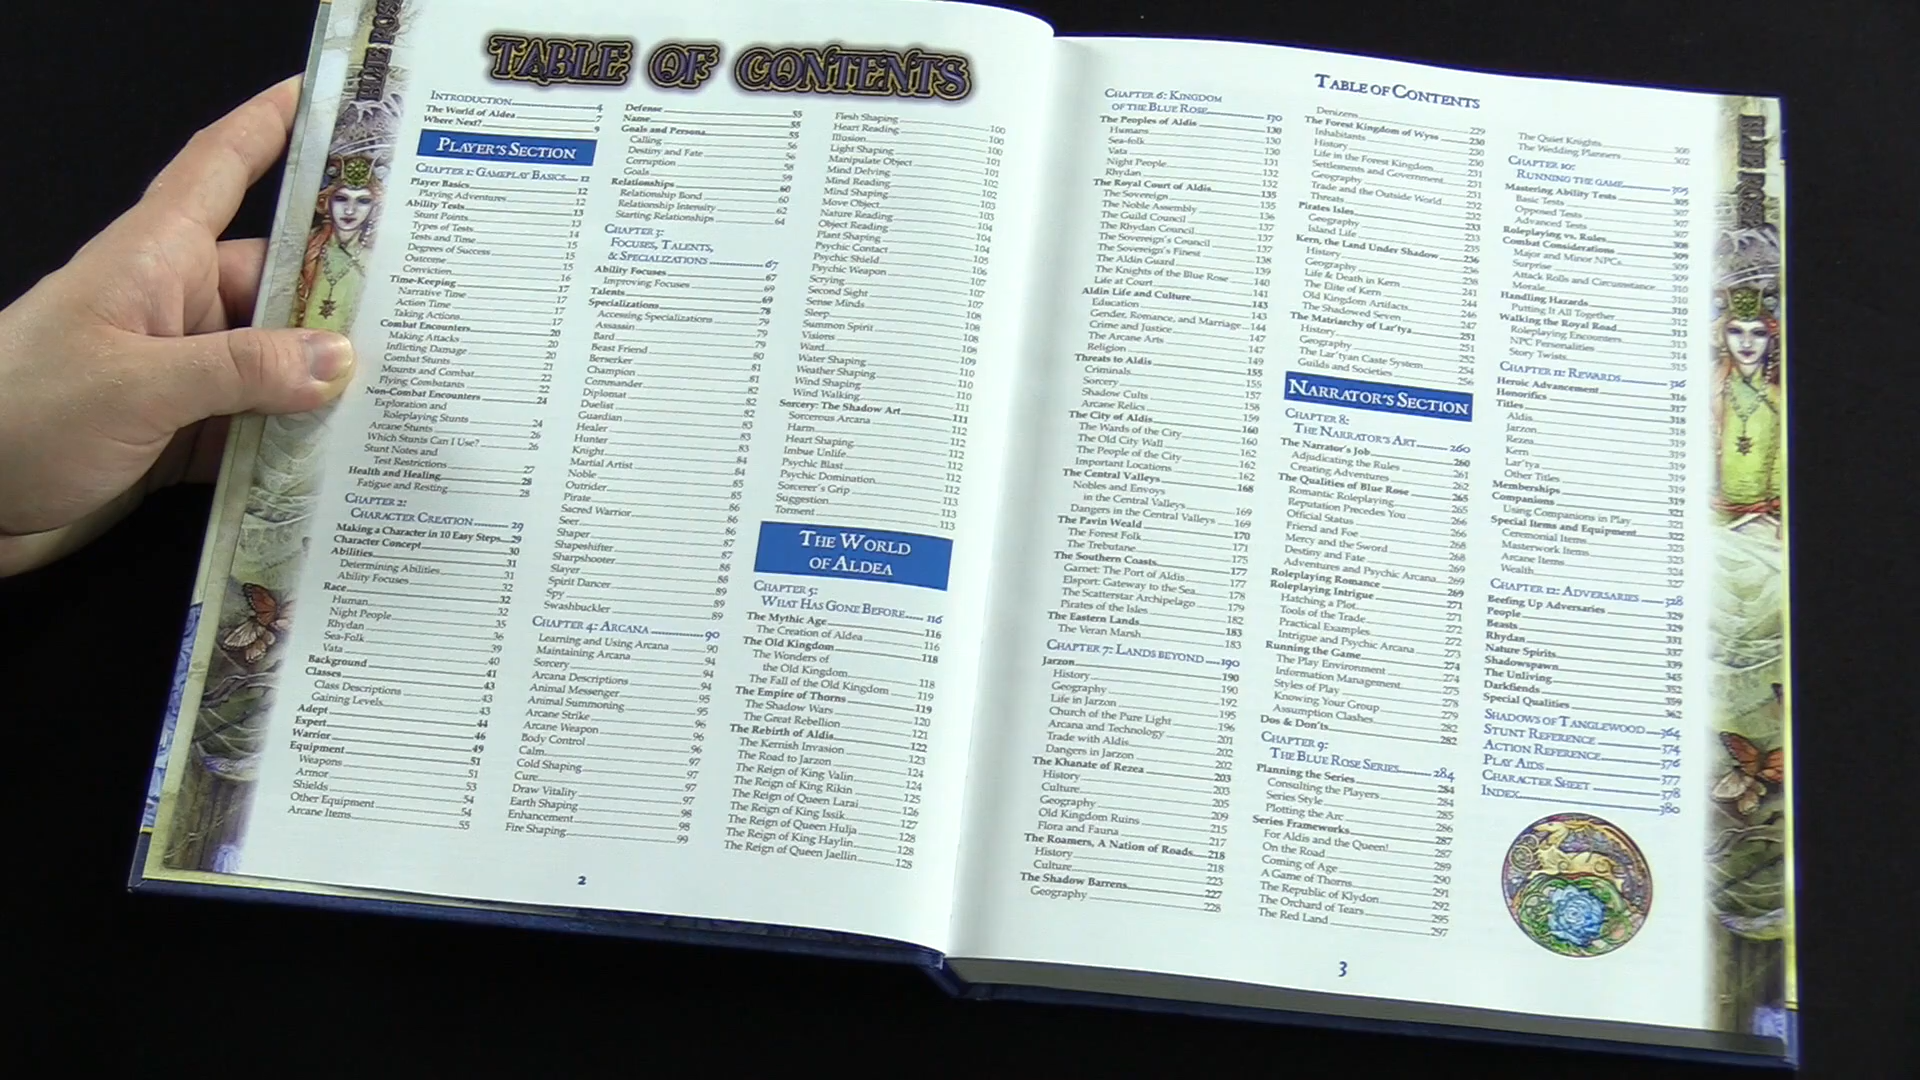 BLUE ROSE
TABLE OF CONTENTS
INTRODUCTION 4
The World of Aldea 7
Where Next? 9
PLAYER'S SECTION
CHAPTER 1: GAMEPLAY BASICS 12
Player Basics 12
Playing Adventures 12
Ability Tests 13
Stunt Points 13
Types of Tests 14
Tests and Time 15
Degrees of Success 15
Outcome 15
Conviction 16
Time-Keeping 17
Narrative Time 17
Action Time 17
Taking Actions 17
Combat Encounters 20
Making Attacks 20
Inflicting Damage 20
Combat Stunts 21
Mounts and Combat 22
Flying Combatants 23
Non-Combat Encounters 24
Exploration and
Roleplaying Stunts 24
Arcane Stunts 26
Which Stunts Can I Use? 26
Stunt Notes and
Test Restrictions 27
Health and Healing 28
Fatigue and Resting 28
CHAPTER 2:
CHARACTER CREATION 29
Making a Character in 10 Easy Steps 29
Character Concept 30
Abilities 31
Determining Abilities 31
Ability Focuses 32
Race 32
Human 32
Night People 35
Rhydan 36
Sea-Folk 39
Vata 40
Background 41
Classes 43
Class Descriptions 43
Gaining Levels 43
Adept 44
Expert 46
Warrior 49
Equipment 51
Weapons 51
Armor 53
Shields 54
Other Equipment 54
Arcane Items 55
Defense 55
Name 55
Goals and Persona 55
Calling 56
Destiny and Fate 56
Corruption 58
Goals 59
Relationships 60
Relationship Bond 60
Relationship Intensity 62
Starting Relationships 64
CHAPTER 3:
FOCUSES, TALENTS,
& SPECIALIZATIONS 67
Ability Focuses 67
Improving Focuses 69
Talents 69
Specializations 78
Accessing Specializations 79
Assassin 79
Bard 80
Beast Friend 81
Berserker 81
Champion 82
Commander 82
Diplomat 82
Duelist 83
Guardian 83
Healer 83
Hunter 84
Knight 84
Martial Artist 85
Noble 85
Outrider 86
Pirate 86
Sacred Warrior 86
Seer 87
Shaper 87
Shapeshifter 88
Sharpshooter 88
Slayer 89
Spirit Dancer 89
Spy 89
Swashbuckler
CHAPTER 4: ARCANA 90
Learning and Using Arcana 90
Maintaining Arcana 94
Sorcery 94
Arcana Descriptions 94
Animal Messenger 95
Animal Summoning 95
Arcane Strike 96
Arcane Weapon 96
Body Control 96
Calm 97
Cold Shaping 97
Cure 97
Draw Vitality 97
Earth Shaping 98
Enhancement 98
Fire Shaping 99
Flesh Shaping 100
Heart Reading 100
Illusion 100
Light Shaping 101
Manipulate Object 101
Mind Delving 102
Mind Reading 102
Mind Shaping 103
Move Object 103
Nature Reading 104
Object Reading 104
Plant Shaping 104
Psychic Contact 105
Psychic Shield 106
Psychic Weapon 107
Scrying 107
Second Sight 107
Sense Minds 108
Sleep 108
Summon Spirit 108
Visions 108
Ward 109
Water Shaping 110
Weather Shaping 110
Wind Shaping 110
Wind Walking 111
Sorcery: The Shadow Art 111
Sorcerous Arcana 112
Harm 112
Heart Shaping 112
Imbue Unlife 112
Psychic Blast 112
Psychic Domination 112
Sorcerer's Grip 113
Suggestion 113
Torment 113
THE WORLD
OF ALDEA
CHAPTER 5:
WHAT HAS GONE BEFORE 116
The Mythic Age 116
The Creation of Aldea 116
The Old Kingdom 118
The Wonders of
the Old Kingdom 118
The Fall of the Old Kingdom 119
The Empire of Thorns 119
The Shadow Wars 120
The Great Rebellion 121
The Rebirth of Aldis 122
The Kernish Invasion 122
The Road to Jarzon 124
The Reign of King Valin 124
The Reign of King Rikin 125
The Reign of Queen Larai 126
The Reign of King Issik 127
The Reign of Queen Hulja 128
The Reign of King Haylin 128
The Reign of Queen Jaellin 128
2
TABLE OF CONTENTS
CHAPTER 6: KINGDOM
OF THE BLUE ROSE 130
The Peoples of Aldis 130
Humans 130
Sea-folk 130
Vata 131
Night People 132
Rhydan 132
The Royal Court of Aldis 135
The Sovereign 135
The Noble Assembly 136
The Guild Council 137
The Rhydan Council 137
The Sovereign's Council 137
The Sovereign's Finest 138
The Aldin Guard 139
The Knights of the Blue Rose 140
Life at Court 141
Aldin Life and Culture 143
Education 143
Gender, Romance, and Marriage 144
Crime and Justice 147
The Arcane Arts 147
Religion 149
Threats to Aldis 155
Criminals 155
Sorcery 157
Shadow Cults 158
Arcane Relics 159
The City of Aldis 160
The Wards of the City 160
The Old City Wall 162
The People of the City 162
Important Locations 162
The Central Valleys 168
Nobles and Envoys
in the Central Valleys 169
Dangers in the Central Valleys 169
The Pavin Weald 170
The Forest Folk 171
The Trebutane 175
The Southern Coasts 177
Garnet: The Port of Aldis 177
Elsport: Gateway to the Sea 178
The Scatterstar Archipelago 179
Pirates of the Isles 182
The Eastern Lands 183
The Veran Marsh 183
CHAPTER 7: LANDS BEYOND 190
Jarzon 190
History 190
Geography 192
Life in Jarzon 195
Church of the Pure Light 196
Arcana and Technology 201
Trade with Aldis 202
Dangers in Jarzon 202
The Khanate of Rezea 203
History 203
Culture 205
Geography 209
Old Kingdom Ruins 215
Flora and Fauna 217
The Roamers, A Nation of Roads 218
History 218
Culture 223
The Shadow Barrens 227
Geography 228
Denizens 229
The Forest Kingdom of Wyss 230
Inhabitants 230
History 230
Life in the Forest Kingdom 231
Settlements and Government 231
Geography 231
Trade and the Outside World 232
Threats 232
Pirates Isles 233
Geography 233
Island Life 235
Kern, the Land Under Shadow 236
History 236
Geography 238
Life & Death in Kern 241
The Elite of Kern 244
Old Kingdom Artifacts 246
The Shadowed Seven 247
The Matriarchy of Lar'tya 251
History 251
Geography 252
The Lar'tyan Caste System 254
Guilds and Societies 256
NARRATOR'S SECTION
CHAPTER 8:
THE NARRATOR'S ART 260
The Narrator's Job 260
Adjudicating the Rules 261
Creating Adventures 262
The Qualities of Blue Rose 265
Romantic Roleplaying 265
Reputation Precedes You 266
Official Status 266
Friend and Foe 268
Mercy and the Sword 268
Destiny and Fate 269
Adventures and Psychic Arcana 269
Roleplaying Romance 269
Roleplaying Intrigue 271
Hatching a Plot 271
Tools of the Trade 272
Practical Examples 272
Intrigue and Psychic Arcana 273
Running the Game 274
The Play Environment 274
Information Management 275
Styles of Play 278
Knowing Your Group 279
Assumption Clashes 282
Dos & Don'ts 282
CHAPTER 9:
THE BLUE ROSE SERIES 284
Planning the Series 284
Consulting the Players 284
Series Style 285
Plotting the Arc 286
Series Frameworks 287
For Aldis and the Queen! 287
On the Road 289
Coming of Age 290
A Game of Thorns 291
The Republic of Klydon 292
The Orchard of Tears 295
The Red Land 297
The Quiet Knights 300
The Wedding Planners 302
CHAPTER 10:
RUNNING THE GAME 305
Mastering Ability Tests 305
Basic Tests 307
Opposed Tests 307
Advanced Tests 307
Roleplaying vs. Rules 308
Combat Considerations 309
Major and Minor NPCs 309
Surprise 309
Attack Rolls and Circumstance 310
Morale 310
Handling Hazards 310
Putting It All Together 312
Walking the Royal Road 313
Roleplaying Encounters 313
NPC Personalities 314
Story Twists 315
CHAPTER 11: REWARDS 316
Heroic Advancement 316
Honorifics 317
Titles 318
Aldis 318
Jarzon 319
Rezea 319
Kern 319
Lar'tya 319
Other Titles 319
Memberships 319
Companions 321
Using Companions in Play 321
Special Items and Equipment 322
Ceremonial Items 323
Masterwork Items 323
Arcane Items 324
Wealth 327
CHAPTER 12: ADVERSARIES 328
Beefing Up Adversaries 329
People 329
Beasts 331
Rhydan 337
Nature Spirits 339
Shadowspawn 345
The Unliving 352
Darkfiends 359
Special Qualities 362
SHADOWS OF TANGLEWOOD 364
STUNT REFERENCE 374
ACTION REFERENCE 376
PLAY AIDS 377
CHARACTER SHEET 378
INDEX 380
3
BLUE ROSE